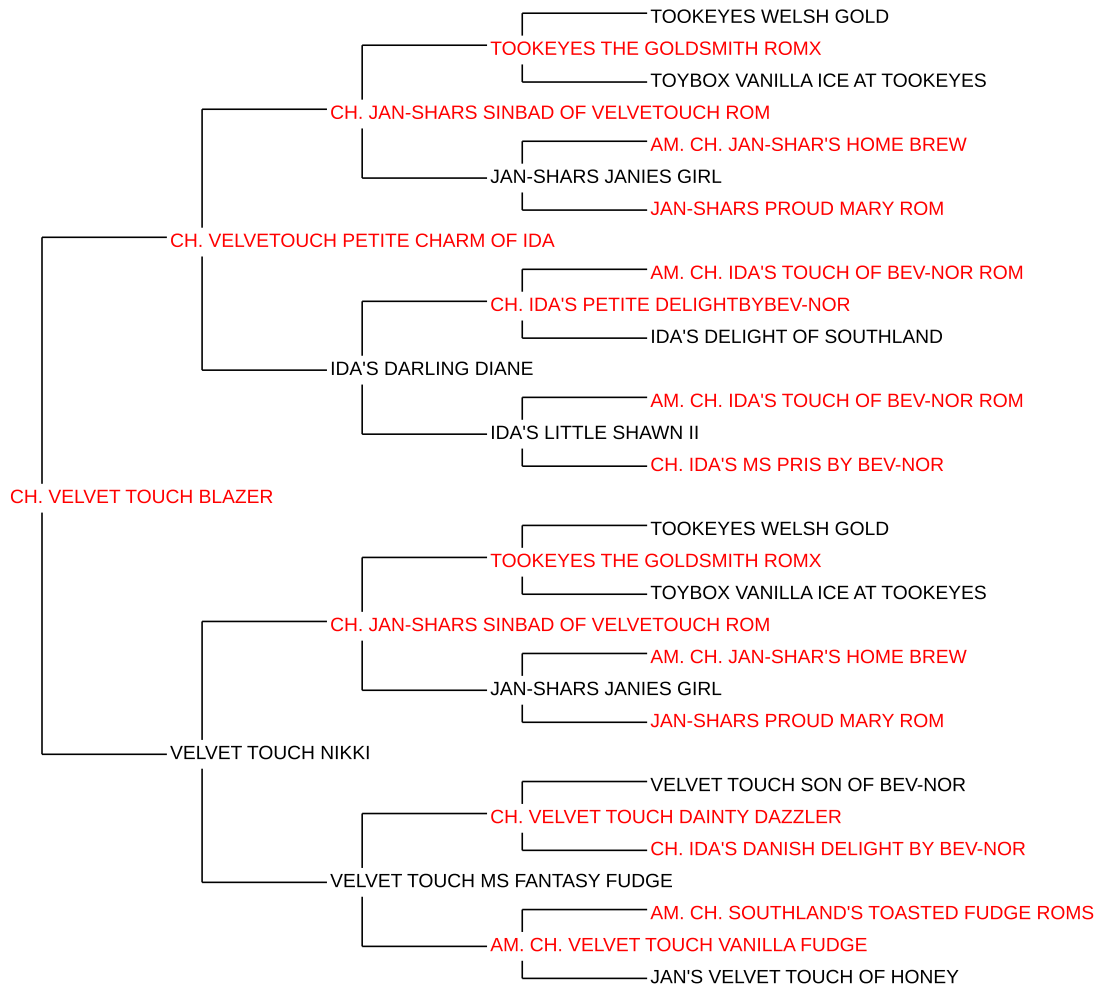 TOOKEYES WELSH GOLD
TOOKEYES THE GOLDSMITH ROMX
TOYBOX VANILLA ICE AT TOOKEYES
CH. JAN-SHARS SINBAD OF VELVETOUCH ROM
AM. CH. JAN-SHAR'S HOME BREW
JAN-SHARS JANIES GIRL
JAN-SHARS PROUD MARY ROM
CH. VELVETOUCH PETITE CHARM OF IDA
AM. CH. IDA'S TOUCH OF BEV-NOR ROM
CH. IDA'S PETITE DELIGHTBYBEV-NOR
IDA'S DELIGHT OF SOUTHLAND
IDA'S DARLING DIANE
AM. CH. IDA'S TOUCH OF BEV-NOR ROM
IDA'S LITTLE SHAWN II
CH. IDA'S MS PRIS BY BEV-NOR
CH. VELVET TOUCH BLAZER
TOOKEYES WELSH GOLD
TOOKEYES THE GOLDSMITH ROMX
TOYBOX VANILLA ICE AT TOOKEYES
CH. JAN-SHARS SINBAD OF VELVETOUCH ROM
AM. CH. JAN-SHAR'S HOME BREW
JAN-SHARS JANIES GIRL
JAN-SHARS PROUD MARY ROM
VELVET TOUCH NIKKI
VELVET TOUCH SON OF BEV-NOR
CH. VELVET TOUCH DAINTY DAZZLER
CH. IDA'S DANISH DELIGHT BY BEV-NOR
VELVET TOUCH MS FANTASY FUDGE
AM. CH. SOUTHLAND'S TOASTED FUDGE ROMS
AM. CH. VELVET TOUCH VANILLA FUDGE
JAN'S VELVET TOUCH OF HONEY